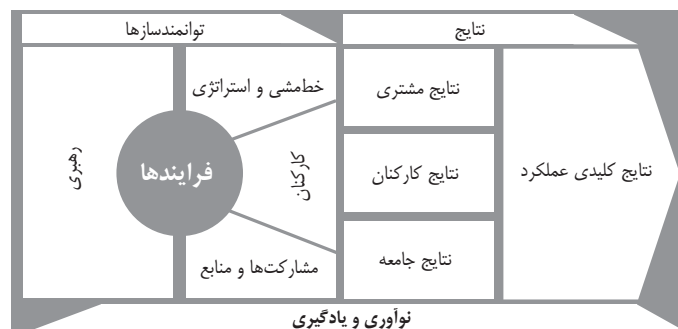 توانمندسازها
نتایج
رهبری
خط‌مشی و استراتژی
کارکنان
مشارکت‌ها و منابع
فرایندها
نتایج مشتری
نتایج کارکنان
نتایج جامعه
نتایج کلیدی عملکرد
نوآوری و یادگیری